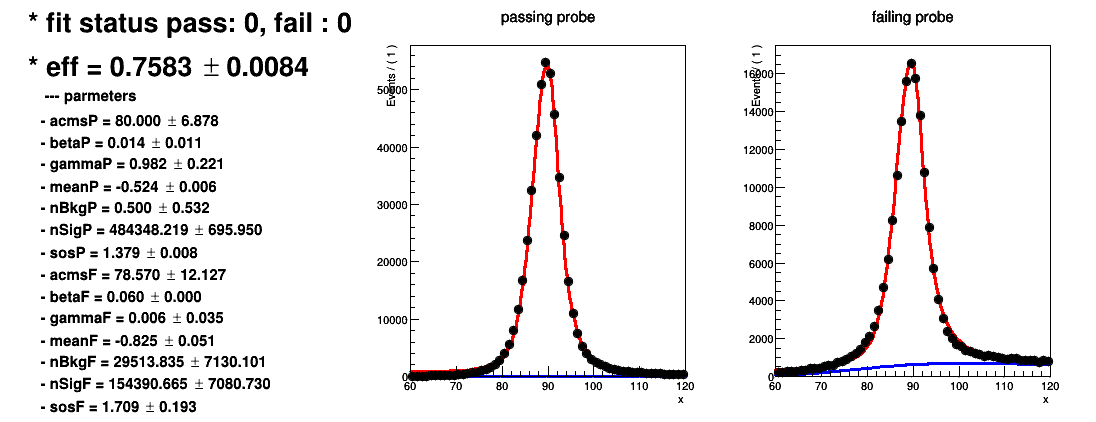 * fit status pass: 0, fail : 0
* eff = 0.7583 ± 0.0084
--- parmeters
- acmsP = 80.000 ± 6.878
- betaP = 0.014 ± 0.011
- gammaP = 0.982 ± 0.221
- meanP = -0.524 ± 0.006
- nBkgP = 0.500 ± 0.532
- nSigP = 484348.219 ± 695.950
- sosP = 1.379 ± 0.008
- acmsF = 78.570 ± 12.127
- betaF = 0.060 ± 0.000
- gammaF = 0.006 ± 0.035
- meanF = -0.825 ± 0.051
- nBkgF = 29513.835 ± 7130.101
- nSigF = 154390.665 ± 7080.730
- sosF = 1.709 ± 0.193
passing probe
Events / ( 1 )
50000
40000
30000
20000
10000
0
60 70 80 90 100 110 120
x
failing probe
Events / ( 1 )
16000
14000
12000
10000
8000
6000
4000
2000
0
60 70 80 90 100 110 120
x